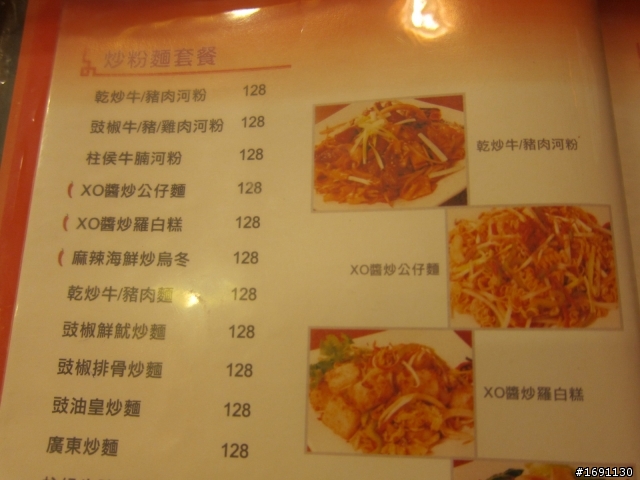 炒粉麵套餐
乾炒牛/豬肉河粉 128
豉椒牛/豬/雞肉河粉 128
柱侯牛腩河粉 128
XO醬炒公仔麵 128
XO醬炒羅白糕 128
麻辣海鮮炒烏冬 128
乾炒牛/豬肉麵 128
豉椒鮮魷炒麵 128
豉椒排骨炒麵 128
豉油皇炒麵 128
廣東炒麵 128
乾炒牛/豬肉河粉
XO醬炒公仔麵
XO醬炒羅白糕
#1691130